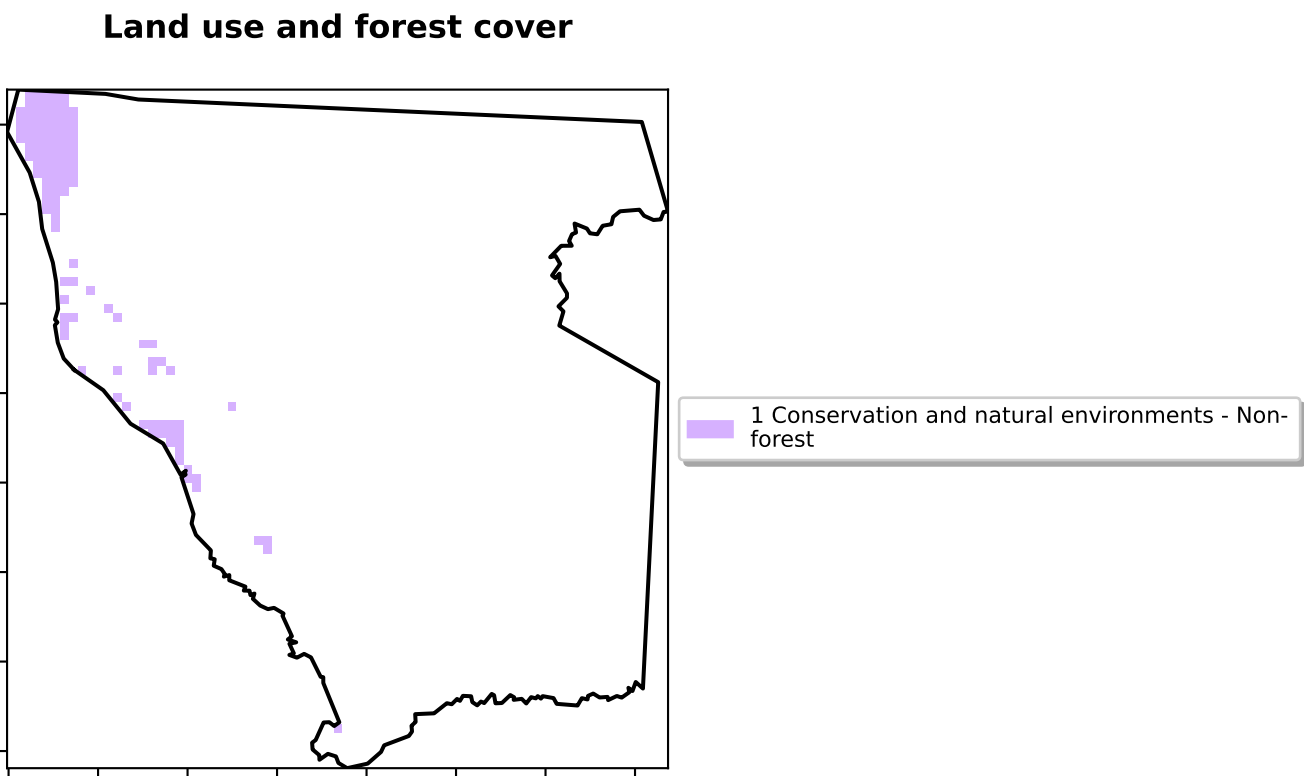 Land use and forest cover
1 Conservation and natural environments - Non-
forest